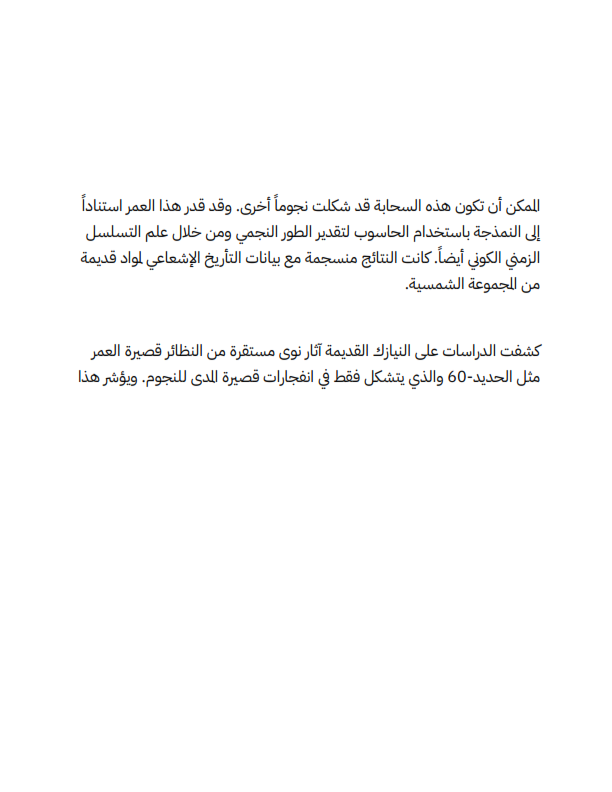 الممكن أن تكون هذه السحابة قد شكلت نجوماً أخرى. وقد قدر هذا العمر استناداً
إلى النمذجة باستخدام الحاسوب لتقدير الطور النجمي ومن خلال علم التسلسل
الزمني الكوني أيضاً. كانت النتائج منسجمة مع بيانات التأريخ الإشعاعي لمواد قديمة
من المجموعة الشمسية.
كشفت الدراسات على النيازك القديمة آثار نوى مستقرة من النظائر قصيرة العمر
مثل الحديد-60 والذي يتشكل فقط في انفجارات قصيرة المدى للنجوم. ويؤشر هذا